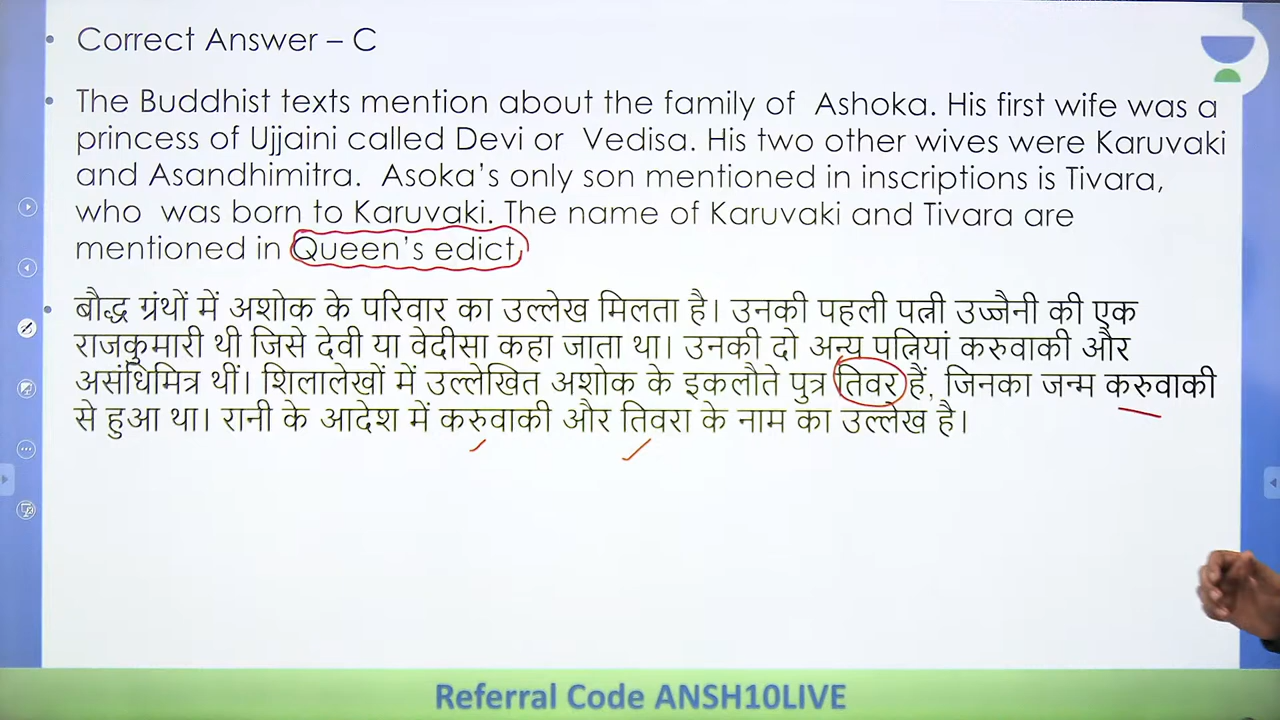 Correct Answer – C
The Buddhist texts mention about the family of Ashoka. His first wife was a
princess of Ujjaini called Devi or Vedisa. His two other wives were Karuvaki
and Asandhimitra. Asoka's only son mentioned in inscriptions is Tivara,
who was born to Karuvaki. The name of Karuvaki and Tivara are
mentioned in Queen's edict.
बौद्ध ग्रंथों में अशोक के परिवार का उल्लेख मिलता है। उनकी पहली पत्नी उज्जैनी की एक
राजकुमारी थी जिसे देवी या वेदीसा कहा जाता था। उनकी दो अन्य पत्नियां करुवाकी और
असंधिमित्र थीं। शिलालेखों में उल्लेखित अशोक के इकलौते पुत्र तिवर हैं, जिनका जन्म करुवाकी
से हुआ था। रानी के आदेश में करुवाकी और तिवरा के नाम का उल्लेख है।
Referral Code ANSH10LIVE